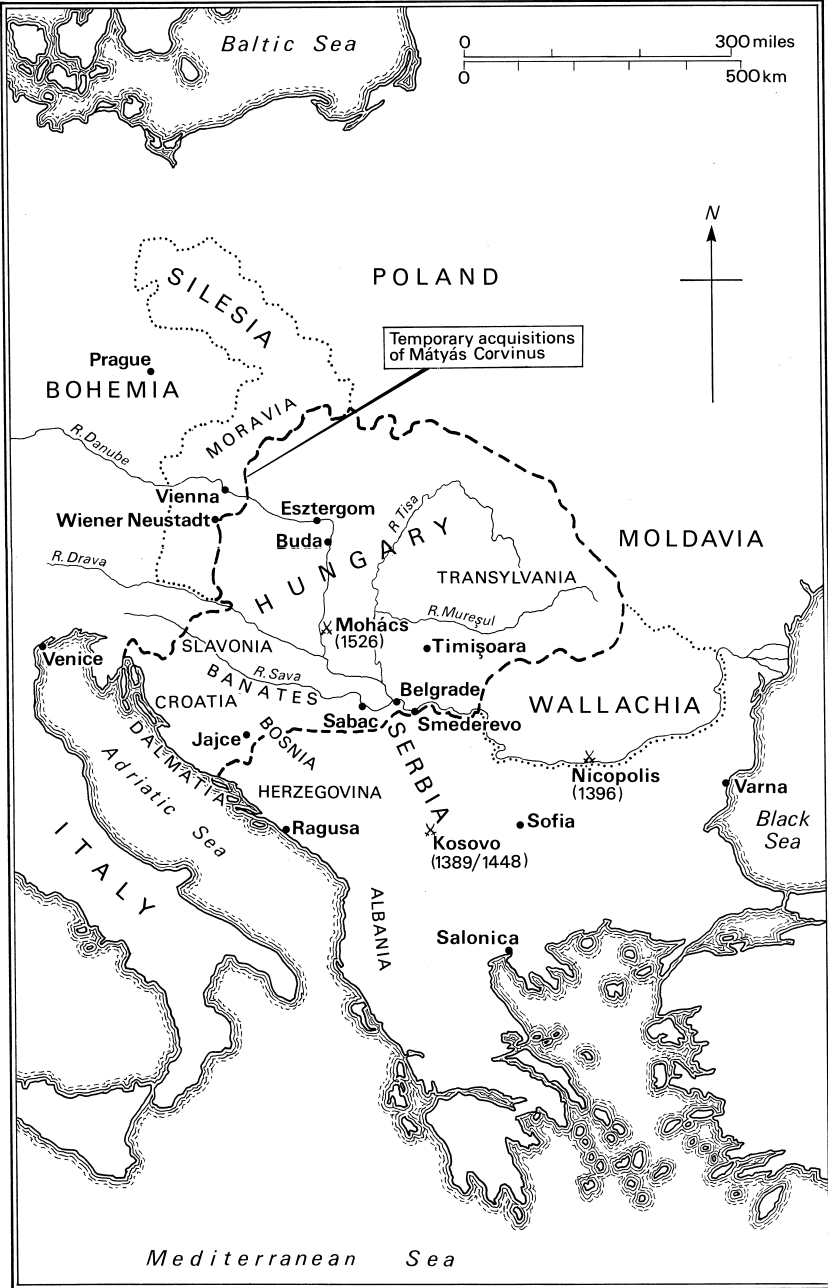 Baltic Sea
0 300 miles
0 500 km
N
POLAND
SILESIA
Temporary acquisitions
of Mátyás Corvinus
Prague
BOHEMIA
MORAVIA
R. Danube
Vienna
Esztergom
Wiener Neustadt
Buda
R. Tisa
HUNGARY
MOLDAVIA
R. Drava
TRANSYLVANIA
R. Mureşul
Mohács
(1526)
Timişoara
SLAVONIA
Venice
R. Sava
BANATES
CROATIA
Belgrade
WALLACHIA
Sabac
Smederevo
DALMATIA
Jajce
BOSNIA
SERBIA
Adriatic Sea
HERZEGOVINA
Nicopolis
(1396)
Varna
Black
Sea
ITALY
Ragusa
Sofia
Kosovo
(1389/1448)
ALBANIA
Salonica
Mediterranean Sea